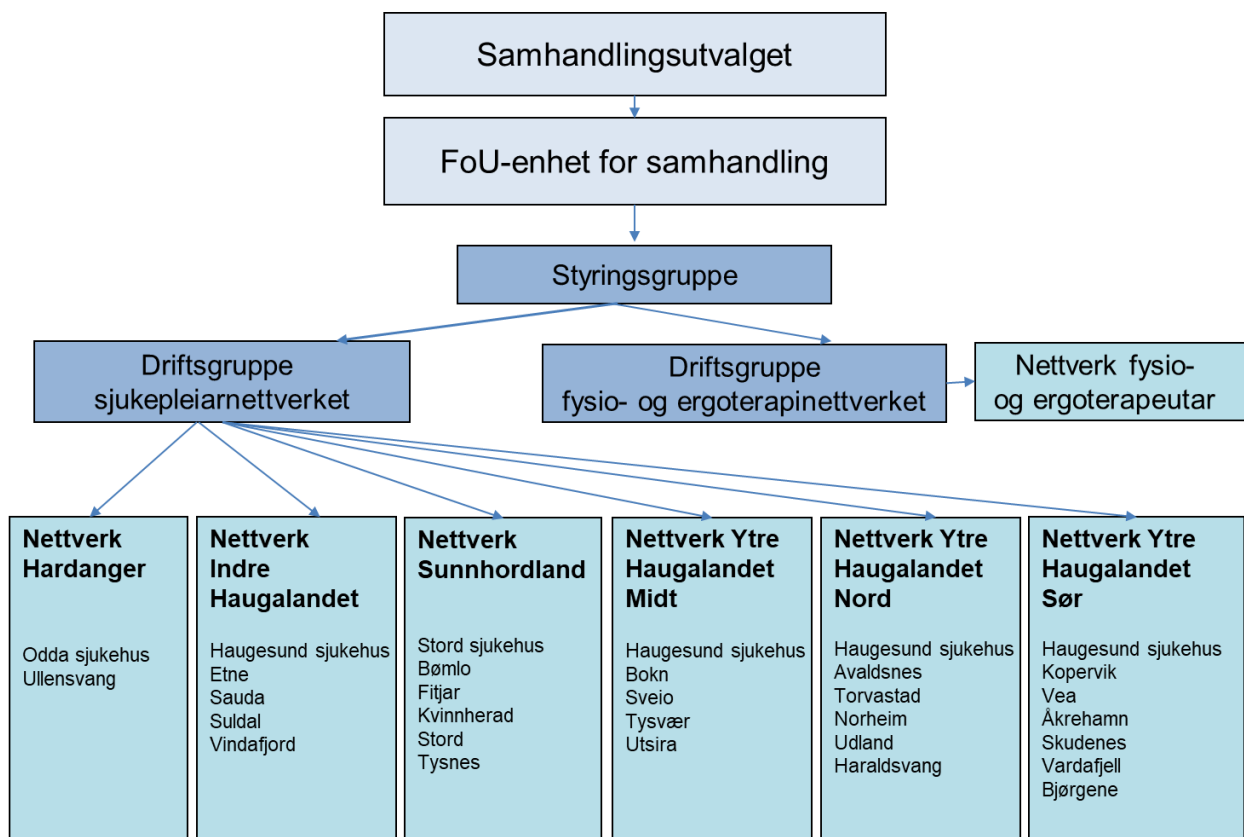 Samhandlingsutvalget
FoU-enhet for samhandling
Styringsgruppe
Driftsgruppe
sjukepleiarnettverket
Driftsgruppe
fysio- og ergoterapinettverket
Nettverk fysio-
og ergoterapeutar
Nettverk
Hardanger
Odda sjukehus
Ullensvang
Nettverk
Indre
Haugalandet
Haugesund sjukehus
Etne
Sauda
Suldal
Vindafjord
Nettverk
Sunnhordland
Stord sjukehus
Bømlo
Fitjar
Kvinnherad
Stord
Tysnes
Nettverk Ytre
Haugalandet
Midt
Haugesund sjukehus
Bokn
Sveio
Tysvær
Utsira
Nettverk Ytre
Haugalandet
Nord
Haugesund sjukehus
Avaldsnes
Torvastad
Norheim
Udland
Haraldsvang
Nettverk Ytre
Haugalandet
Sør
Haugesund sjukehus
Kopervik
Vea
Åkrehamn
Skudenes
Vardafjell
Bjørgene